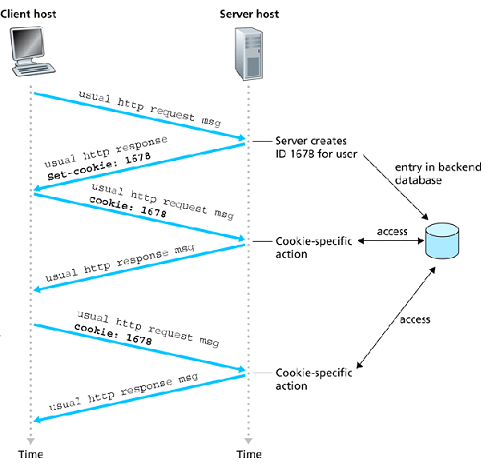 Client host
Server host
usual http request msg
Server creates
ID 1678 for user
usual http response
Set-cookie: 1678
entry in backend
database
usual http request msg
cookie: 1678
access
Cookie-specific
action
usual http response msg
access
usual http request msg
cookie: 1678
Cookie-specific
action
usual http response msg
Time
Time